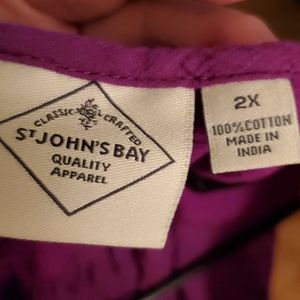 CLASSIC CRAFTED
ST JOHN'S BAY
QUALITY
APPAREL
2X
100% COTTON
MADE IN
INDIA